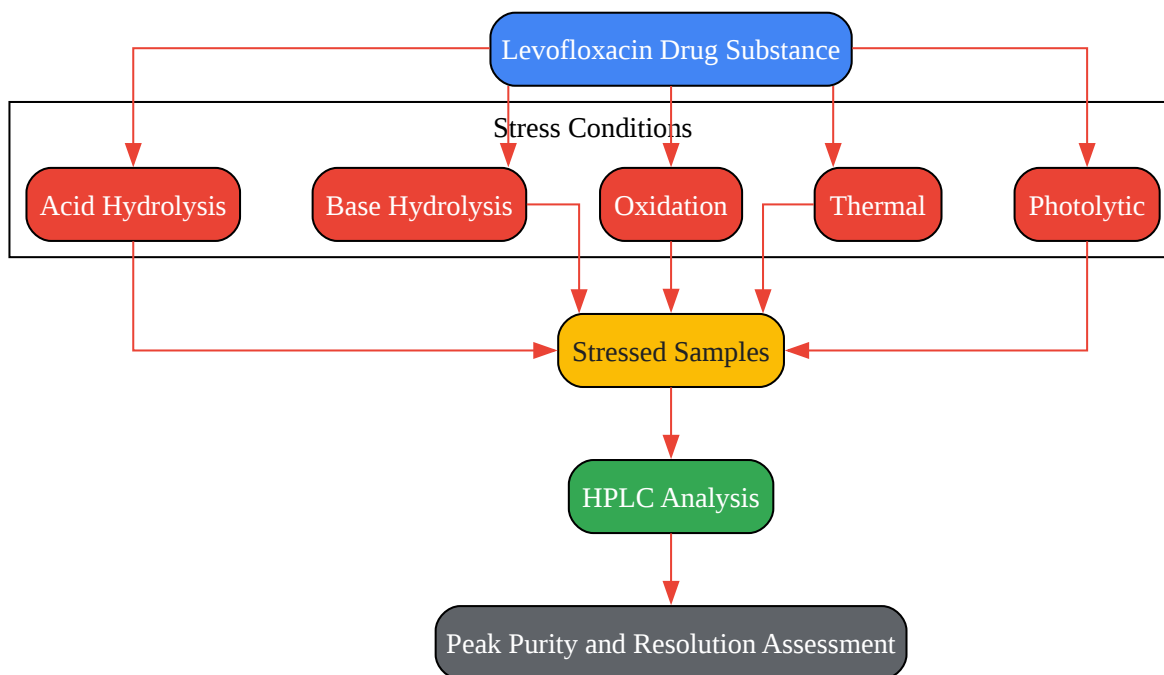 Levofloxacin Drug Substance
Stress Conditions
Acid Hydrolysis
Base Hydrolysis
Oxidation
Thermal
Photolytic
Stressed Samples
HPLC Analysis
Peak Purity and Resolution Assessment